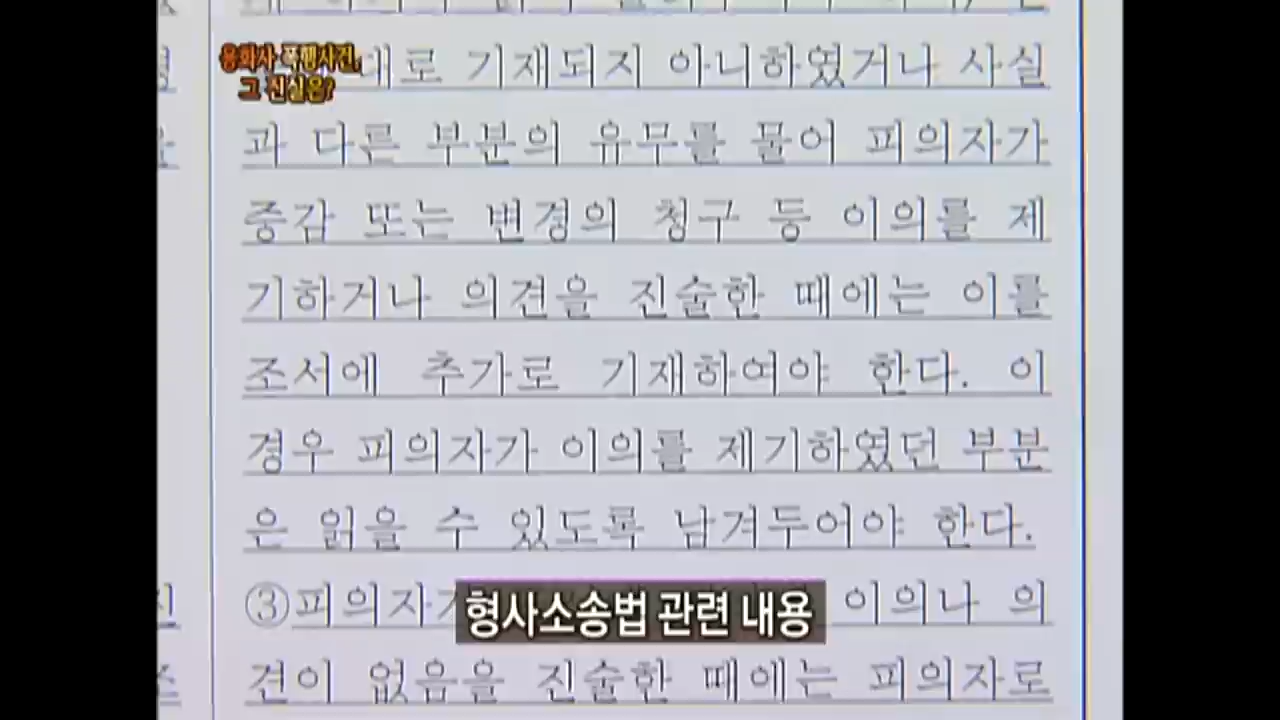 용화사 폭행사건,
그 진실은?
대로 기재되지 아니하였거나 사실
과 다른 부분의 유무를 물어 피의자가
증감 또는 변경의 청구 등 이의를 제
기하거나 의견을 진술한 때에는 이를
조서에 추가로 기재하여야 한다. 이
경우 피의자가 이의를 제기하였던 부분
은 읽을 수 있도록 남겨두어야 한다.
③피의자가 이의나 의
형사소송법 관련 내용
견이 없음을 진술한 때에는 피의자로